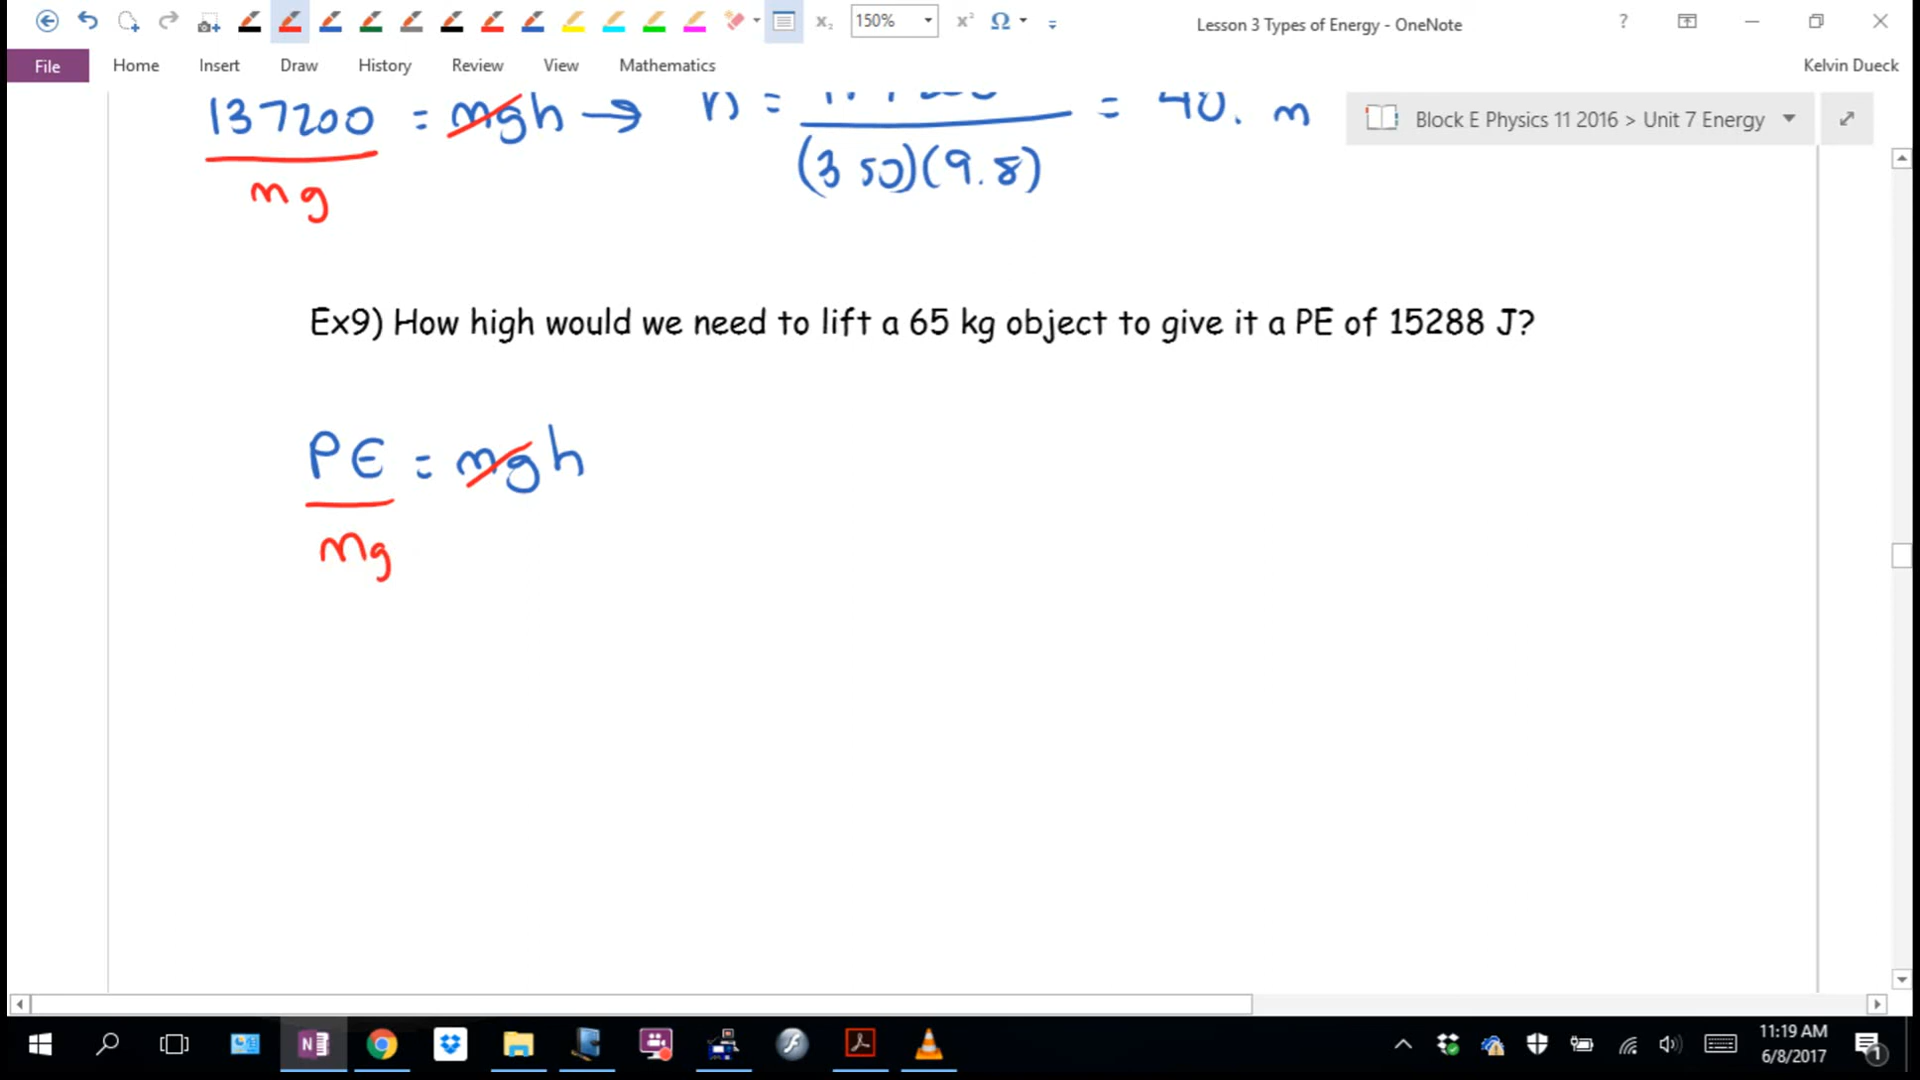 150%
Lesson 3 Types of Energy - OneNote
File Home Insert Draw History Review View Mathematics
Kelvin Dueck
Block E Physics 11 2016 > Unit 7 Energy
137200 = mgh → h = = 40. m
mg
(350)(9.8)
Ex9) How high would we need to lift a 65 kg object to give it a PE of 15288 J?
PE = mgh
mg
11:19 AM
6/8/2017
1